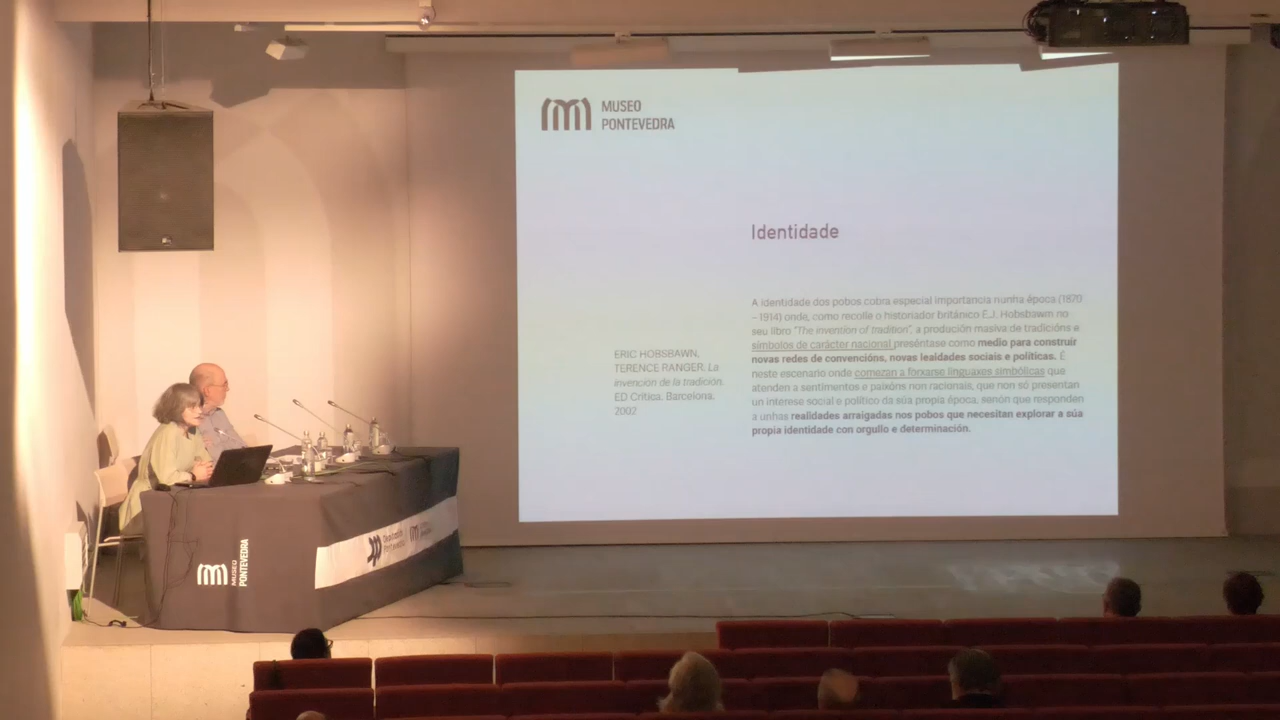 MUSEO
PONTEVEDRA
Identidade
A identidade dos pobos cobra especial importancia nunha época (1870
–1914) onde, como recolle o historiador británico E.J. Hobsbawm no
seu libro "The invention of tradition", a produción masiva de tradicións e
símbolos de carácter nacional preséntase como medio para construir
novas redes de convencións, novas lealdades sociais e políticas. É
neste escenario onde comezan a forxarse linguaxes simbólicas que
atenden a sentimentos e paixóns non racionais, que non só presentan
un interese social e político da súa propia época, senón que responden
a unhas realidades arraigadas nos pobos que necesitan explorar a súa
propia identidade con orgullo e determinación.
ERIC HOBSBAWN,
TERENCE RANGER. La
invención de la tradición.
ED Crítica. Barcelona.
2002
MUSEO
PONTEVEDRA